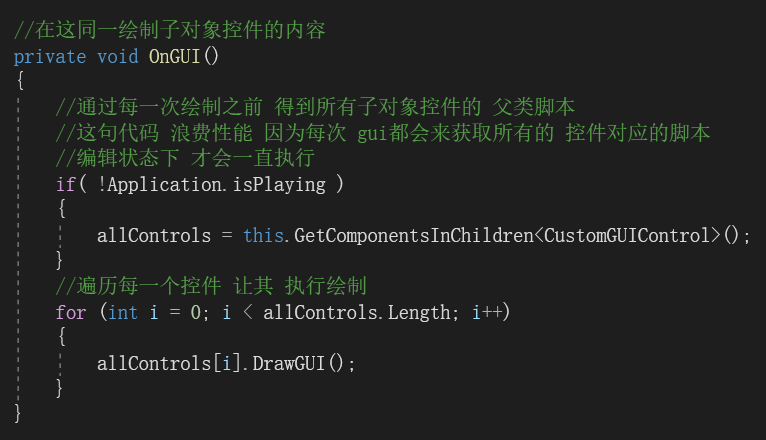 //在这同一绘制子对象控件的内容
private void OnGUI()
{
//通过每一次绘制之前 得到所有子对象控件的 父类脚本
//这句代码 浪费性能 因为每次 gui都会来获取所有的 控件对应的脚本
//编辑状态下 才会一直执行
if( !Application.isPlaying )
{
allControls = this.GetComponentsInChildren<CustomGUIControl>();
}
//遍历每一个控件 让其 执行绘制
for (int i = 0; i < allControls.Length; i++)
{
allControls[i].DrawGUI();
}
}